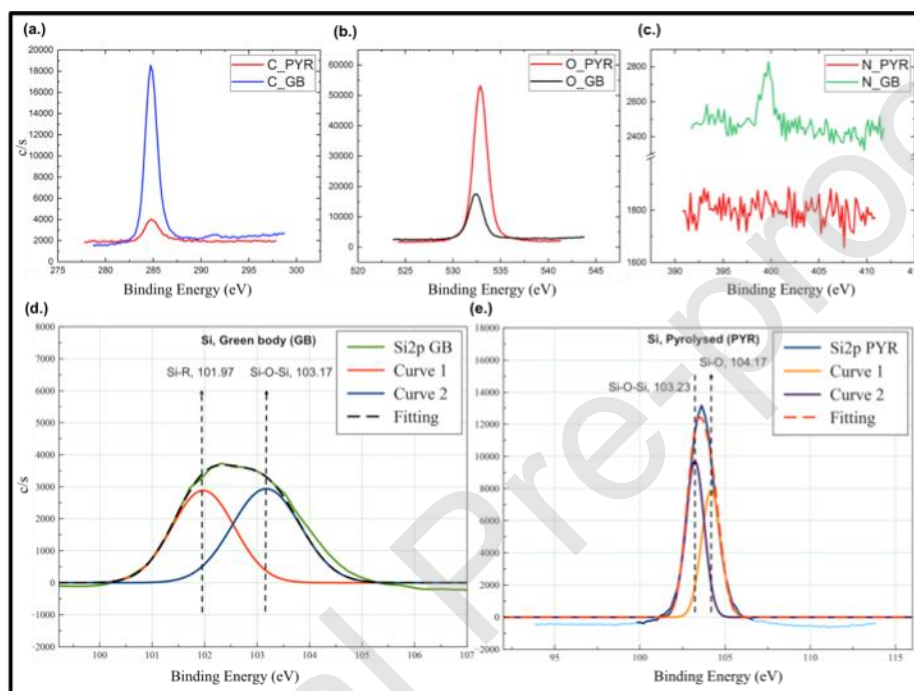 (a.)
20000
18000
16000
14000
12000
10000
8000
6000
4000
2000
0
c/s
C_PYR
C_GB
275 280 285 290 295 300
Binding Energy (eV)
(b.)
60000
50000
40000
30000
20000
10000
0
O_PYR
O_GB
520 525 530 535 540 545
Binding Energy (eV)
(c.)
2800
2600
2400
1800
1600
N_PYR
N_GB
390 395 400 405 410
Binding Energy (eV)
(d.)
8000
7000
6000
5000
4000
3000
2000
1000
0
-1000
-2000
c/s
Si, Green body (GB)
Si-R, 101.97
Si-O-Si, 103.17
Si2p GB
Curve 1
Curve 2
Fitting
100 101 102 103 104 105 106 107
Binding Energy (eV)
(e.)
18000
16000
14000
12000
10000
8000
6000
4000
2000
0
-2000
Si, Pyrolysed (PYR)
Si-O, 104.17
Si-O-Si, 103.23
Si2p PYR
Curve 1
Curve 2
Fitting
95 100 105 110 115
Binding Energy (eV)
Pre-proo